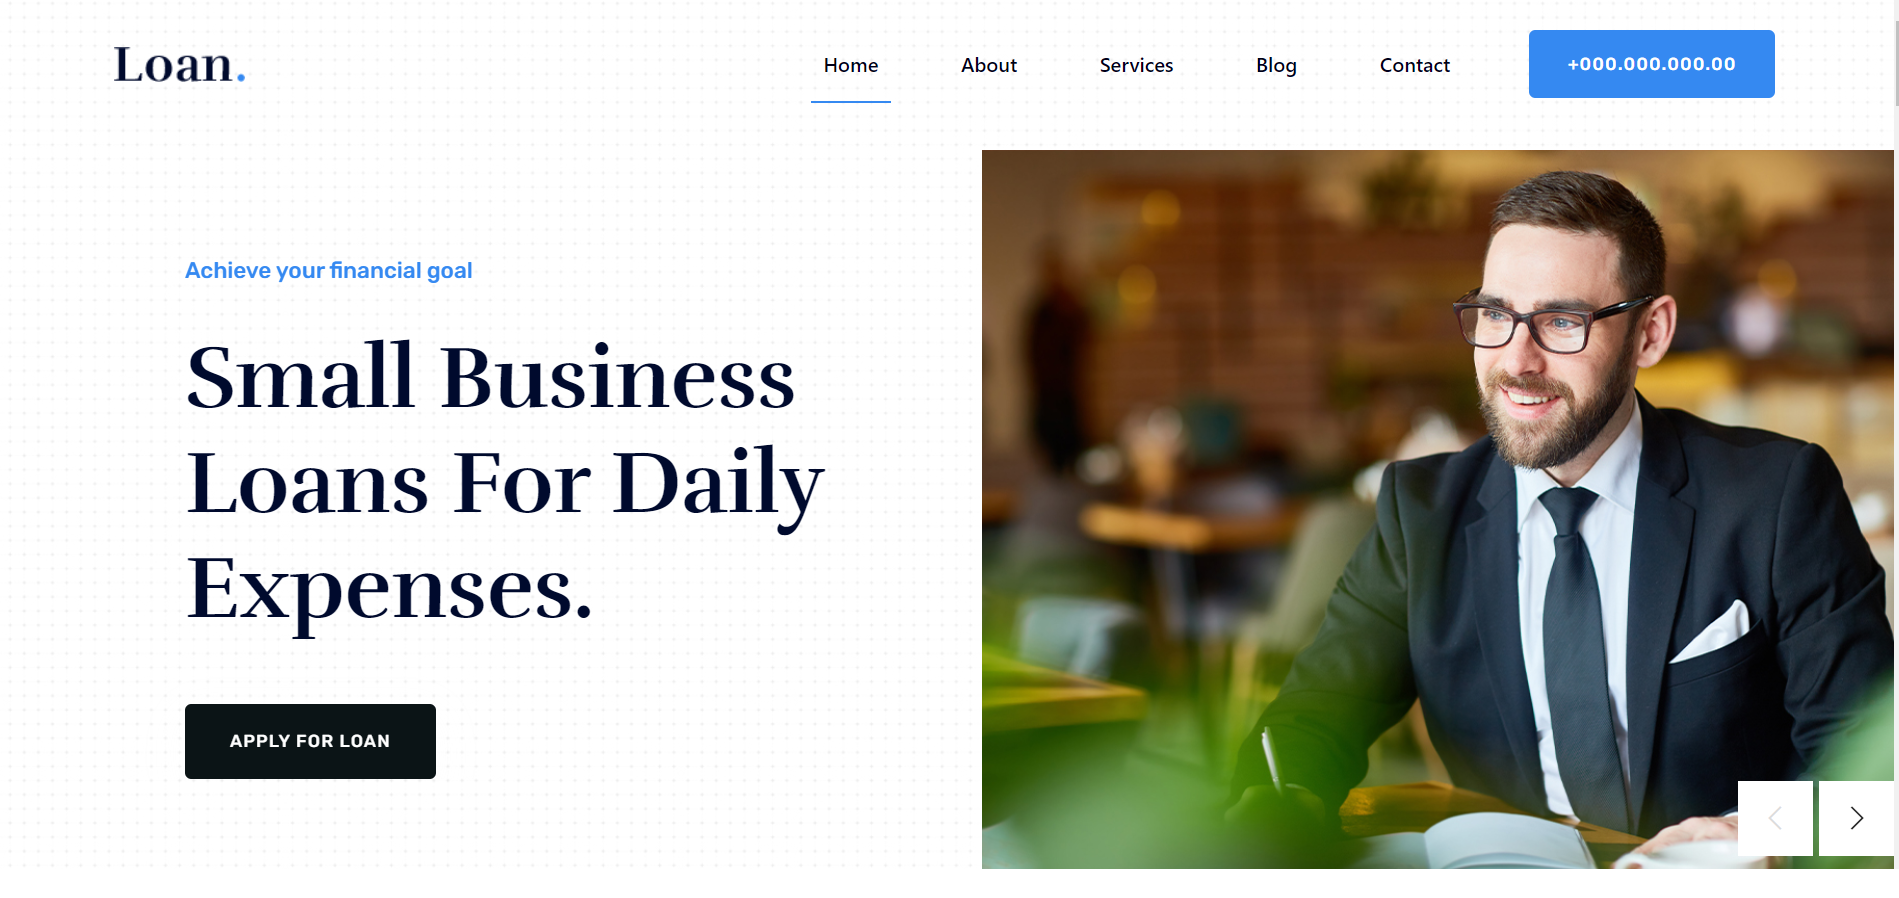 Loan.
Home
About
Services
Blog
Contact
+000.000.000.00
Achieve your financial goal
Small Business
Loans For Daily
Expenses.
APPLY FOR LOAN